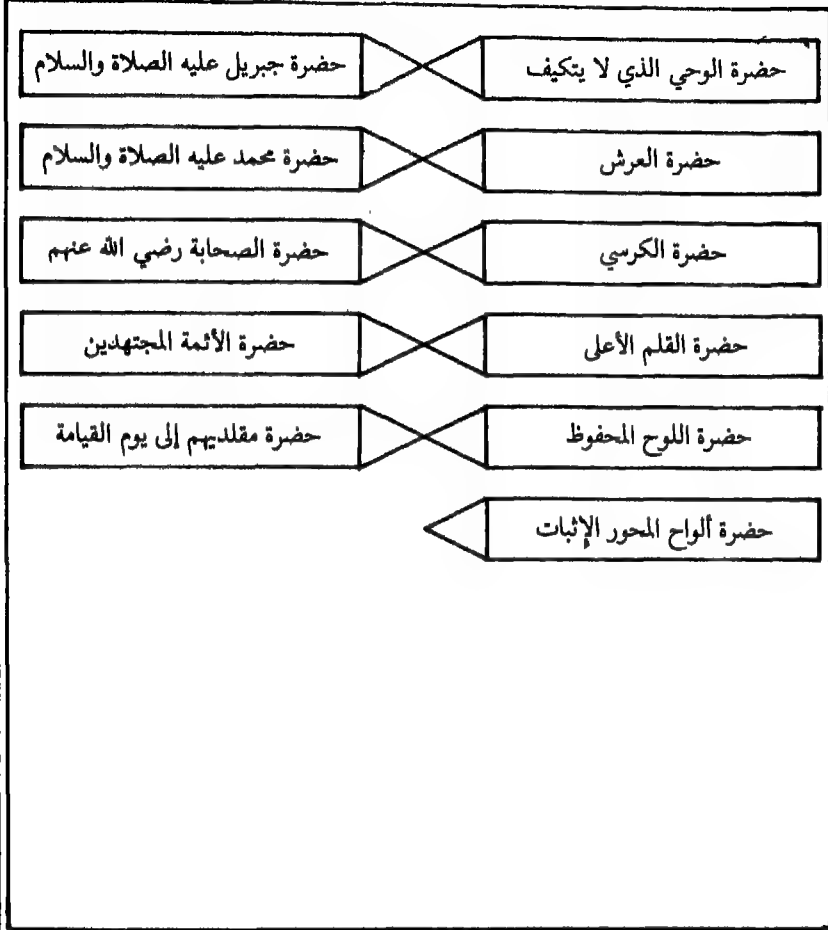 حضرة الوحي الذي لا يتكيف
حضرة جبريل عليه الصلاة والسلام
حضرة العرش
حضرة محمد عليه الصلاة والسلام
حضرة الكرسي
حضرة الصحابة رضي الله عنهم
حضرة القلم الأعلى
حضرة الأئمة المجتهدين
حضرة اللوح المحفوظ
حضرة مقلديهم إلى يوم القيامة
حضرة ألواح المحور الإثبات